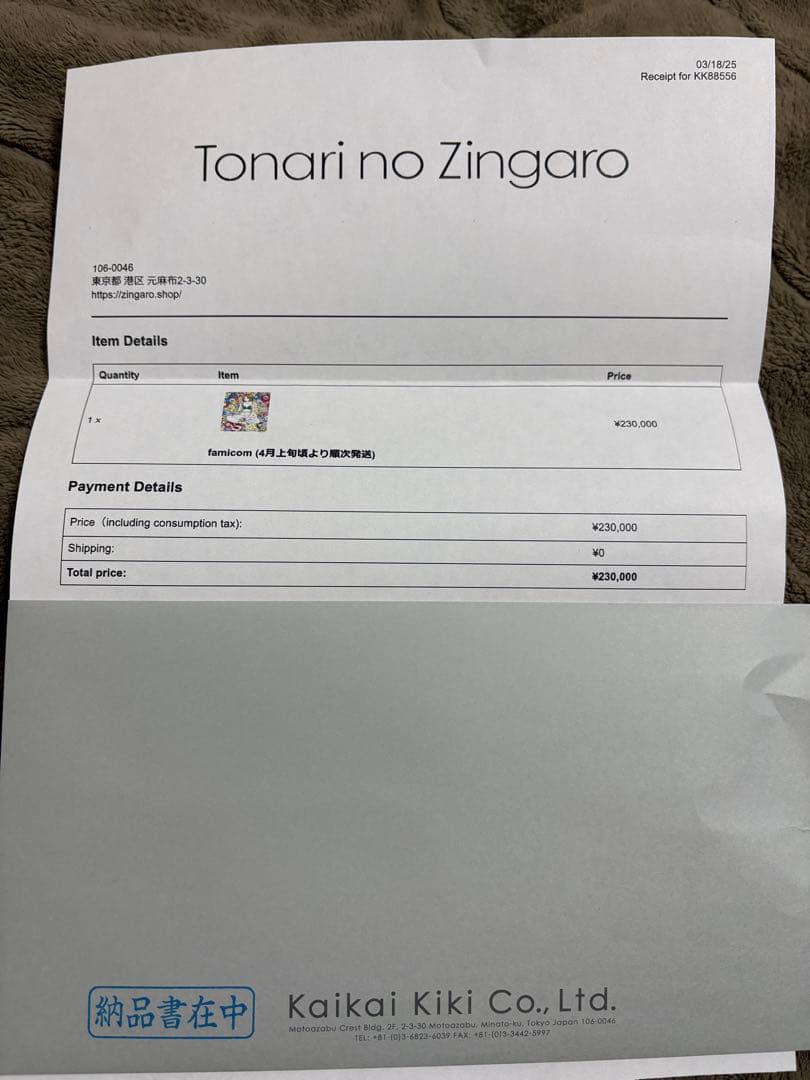 03/18/25
Receipt for KK88556
Tonari no Zingaro
106-0046
東京都 港区 元麻布2-3-30
https://zingaro.shop/
Item Details
Quantity Item Price
1 x ¥230,000
famicom (4月上旬頃より順次発送)
Payment Details
Price（including consumption tax): ¥230,000
Shipping: ¥0
Total price: ¥230,000
納品書在中
Kaikai Kiki Co., Ltd.
Motoazabu Crest Bldg. 2F, 2-3-30 Motoazabu, Minato-ku, Tokyo Japan 106-0046
TEL: +81-(0)3-6823-6039 FAX: +81-(0)3-3442-5997